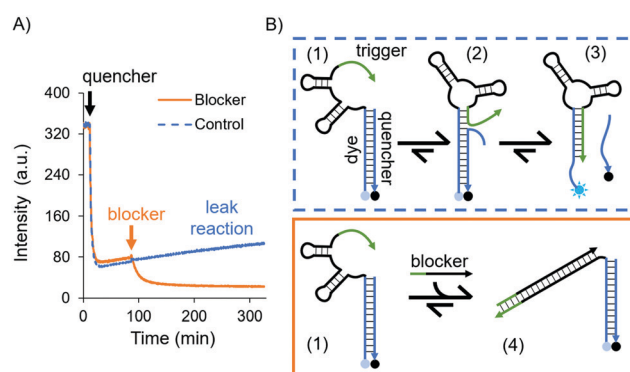 A)
quencher
400
320
240
160
80
0
Intensity (a.u.)
Blocker
Control
blocker
leak
reaction
0 100 200 300
Time (min)
B)
(1)
trigger
(2)
(3)
dye
quencher
(1)
blocker
(4)